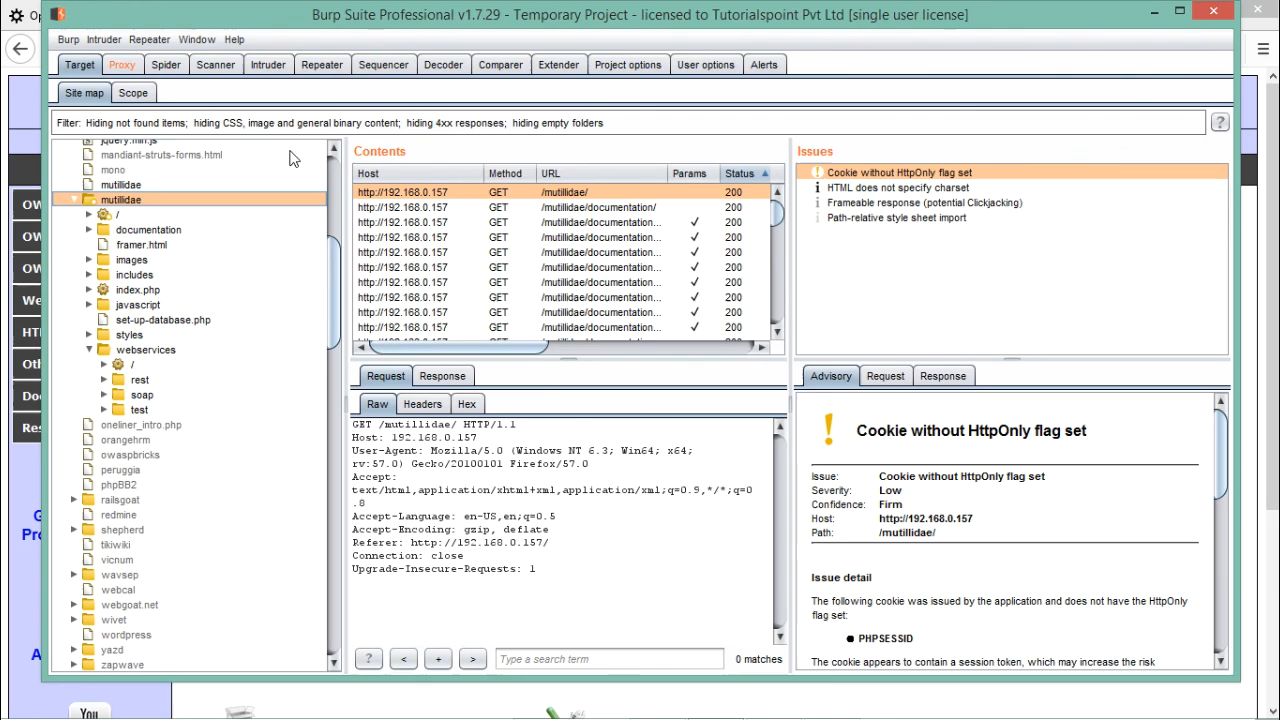 Op
Burp Suite Professional v1.7.29 - Temporary Project - licensed to Tutorialspoint Pvt Ltd [single user license]
Burp Intruder Repeater Window Help
Target Proxy Spider Scanner Intruder Repeater Sequencer Decoder Comparer Extender Project options User options Alerts
Site map Scope
Filter: Hiding not found items; hiding CSS, image and general binary content; hiding 4xx responses; hiding empty folders
jquery.min.js
mandiant-struts-forms.html
mono
mutillidae
mutillidae
/
documentation
framer.html
images
includes
index.php
javascript
set-up-database.php
styles
webservices
/
rest
soap
test
oneliner_intro.php
orangehrm
owaspbricks
peruggia
phpBB2
railsgoat
redmine
shepherd
tikiwiki
vicnum
wavsep
webcal
webgoat.net
wivet
wordpress
yazd
zapwave
Contents
Host Method URL Params Status
http://192.168.0.157 GET /mutillidae/ 200
http://192.168.0.157 GET /mutillidae/documentation/ 200
http://192.168.0.157 GET /mutillidae/documentation... ✓ 200
http://192.168.0.157 GET /mutillidae/documentation... ✓ 200
http://192.168.0.157 GET /mutillidae/documentation... ✓ 200
http://192.168.0.157 GET /mutillidae/documentation... ✓ 200
http://192.168.0.157 GET /mutillidae/documentation... ✓ 200
http://192.168.0.157 GET /mutillidae/documentation... ✓ 200
http://192.168.0.157 GET /mutillidae/documentation... ✓ 200
http://192.168.0.157 GET /mutillidae/documentation... ✓ 200
Request Response
Raw Headers Hex
GET /mutillidae/ HTTP/1.1
Host: 192.168.0.157
User-Agent: Mozilla/5.0 (Windows NT 6.3; Win64; x64;
rv:57.0) Gecko/20100101 Firefox/57.0
Accept:
text/html,application/xhtml+xml,application/xml;q=0.9,*/*;q=0
.8
Accept-Language: en-US,en;q=0.5
Accept-Encoding: gzip, deflate
Referer: http://192.168.0.157/
Connection: close
Upgrade-Insecure-Requests: 1
? < + > Type a search term 0 matches
Issues
Cookie without HttpOnly flag set
HTML does not specify charset
Frameable response (potential Clickjacking)
Path-relative style sheet import
Advisory Request Response
Cookie without HttpOnly flag set
Issue: Cookie without HttpOnly flag set
Severity: Low
Confidence: Firm
Host: http://192.168.0.157
Path: /mutillidae/
Issue detail
The following cookie was issued by the application and does not have the HttpOnly
flag set:
PHPSESSID
The cookie appears to contain a session token, which may increase the risk
OW
OW
OW
We
HT
Oth
Do
Res
G
Pro
A
You